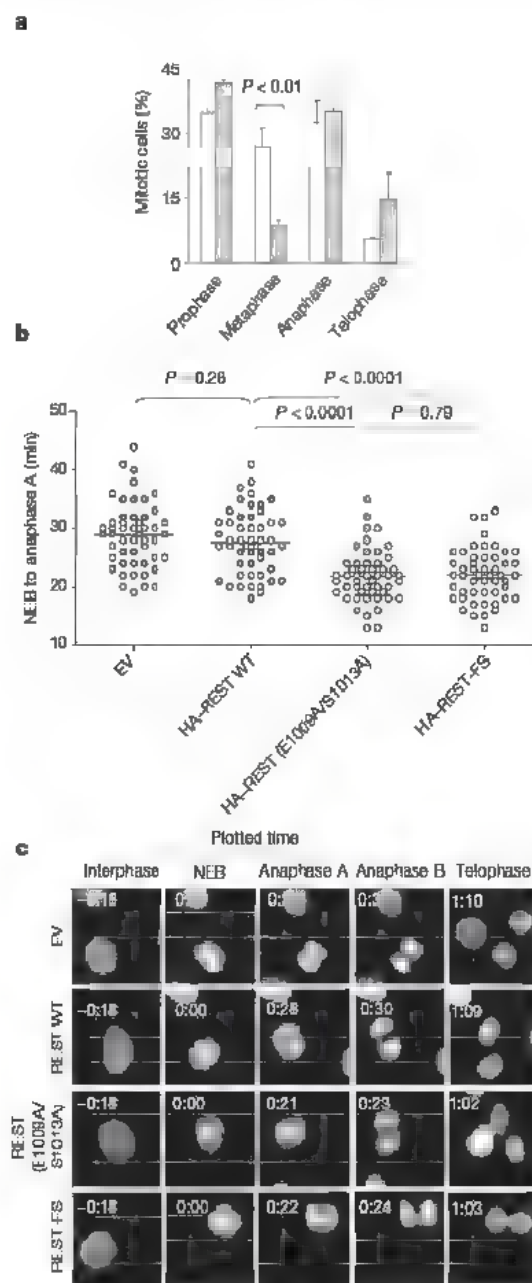 a
Mitotic cells (%)
45
30
15
0
P < 0.01
Prophase
Metaphase
Anaphase
Telophase
b
NEB to anaphase A (min)
50
40
30
20
10
P = 0.26
P < 0.0001
P < 0.0001
P = 0.79
EV
HA–REST WT
HA–REST (E1009A/S1013A)
HA–REST-FS
c
Plotted time
Interphase NEB Anaphase A Anaphase B Telophase
EV
1:10
REST WT
–0:18 0:00 0:28 0:30 1:09
REST
(E1009A/
S1013A)
–0:18 0:00 0:21 0:23 1:02
REST-FS
–0:18 0:00 0:22 0:24 1:03